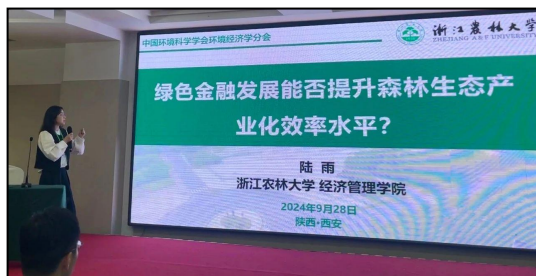 中国环境科学学会环境经济学分会
浙江农林大学
ZHEJIANG A&F UNIVERSITY
绿色金融发展能否提升森林生态产
业化效率水平？
陆 雨
浙江农林大学 经济管理学院
2024年9月28日
陕西•西安